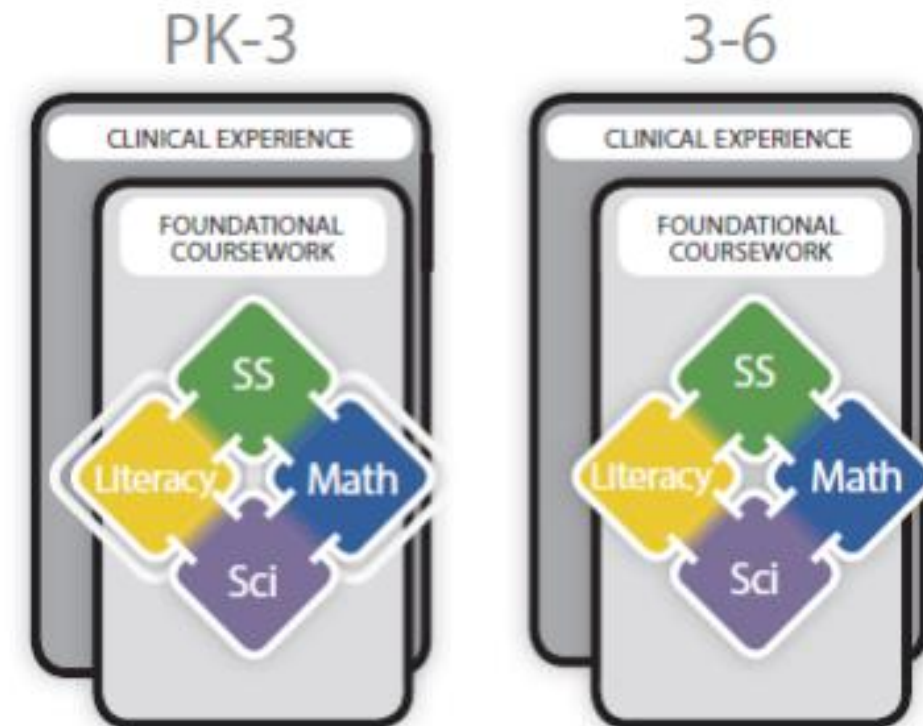 PK-3
CLINICAL EXPERIENCE
FOUNDATIONAL
COURSEWORK
SS
Literacy
Math
Sci
3-6
CLINICAL EXPERIENCE
FOUNDATIONAL
COURSEWORK
SS
Literacy
Math
Sci